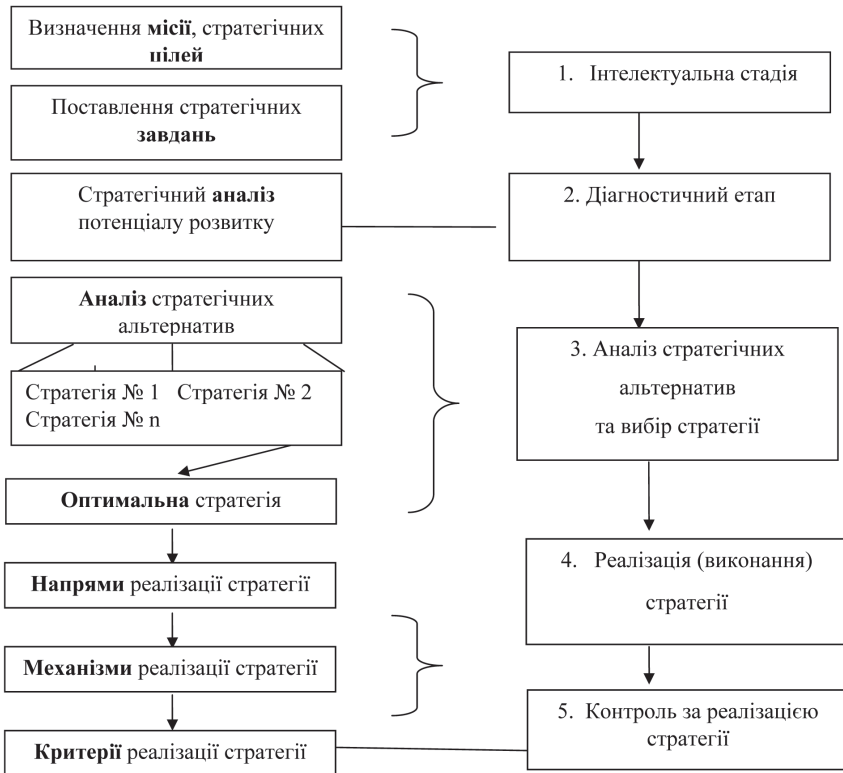 Визначення місії, стратегічних
цілей
Поставлення стратегічних
завдань
Стратегічний аналіз
потенціалу розвитку
Аналіз стратегічних
альтернатив
Стратегія № 1 Стратегія № 2
Стратегія № n
Оптимальна стратегія
Напрями реалізації стратегії
Механізми реалізації стратегії
Критерії реалізації стратегії
1. Інтелектуальна стадія
2. Діагностичний етап
3. Аналіз стратегічних
альтернатив
та вибір стратегії
4. Реалізація (виконання)
стратегії
5. Контроль за реалізацією
стратегії